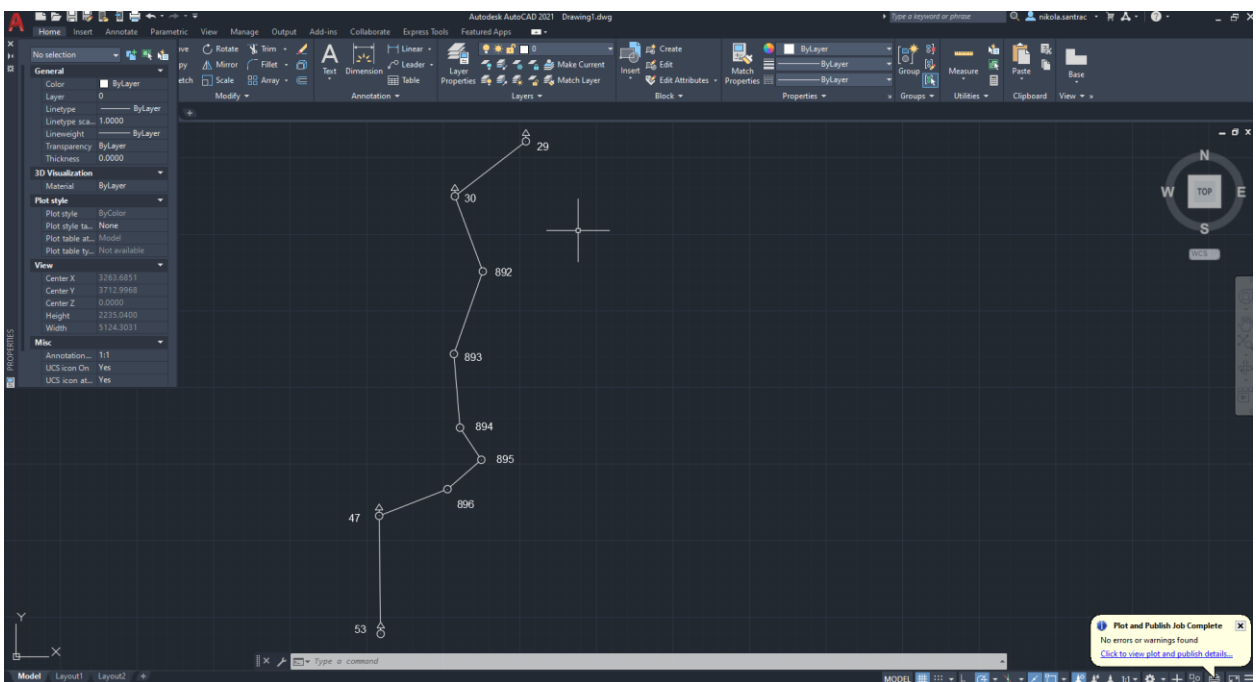 Autodesk AutoCAD 2021 Drawing1.dwg
Type a keyword or phrase
nikola.santrac
Home Insert Annotate Parametric View Manage Output Add-ins Collaborate Express Tools Featured Apps
No selection
General
Color ByLayer
Layer 0
Linetype ByLayer
Linetype sca... 1.0000
Lineweight ByLayer
Transparency ByLayer
Thickness 0.0000
3D Visualization
Material ByLayer
Plot style
Plot style ByColor
Plot style ta... None
Plot table at... Model
Plot table ty... Not available
View
Center X 3263.6851
Center Y 3712.9968
Center Z 0.0000
Height 2235.0400
Width 5124.3031
Misc
Annotation... 1:1
UCS icon On Yes
UCS icon at... Yes
PROPERTIES
ve Rotate Trim
py Mirror Fillet
etch Scale Array
Modify
Text Dimension
Linear
Leader
Table
Annotation
Layer Properties
0
Make Current
Match Layer
Layers
Insert
Create
Edit
Edit Attributes
Block
Match Properties
ByLayer
ByLayer
ByLayer
Properties
Group
Groups
Measure
Utilities
Paste
Clipboard
Base
View
29
30
892
893
894
895
896
47
53
N
W TOP E
S
WCS
Y
X
Type a command
Plot and Publish Job Complete
No errors or warnings found
Click to view plot and publish details...
Model Layout1 Layout2 +
MODEL 1:1